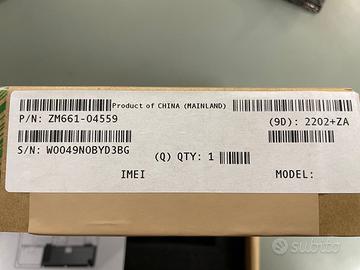 Product of CHINA (MAINLAND)
P/N: ZM661-04559
(9D): 2202+ZA
S/N: W0049N0BYD3BG
(Q) QTY: 1
IMEI
MODEL:
subito